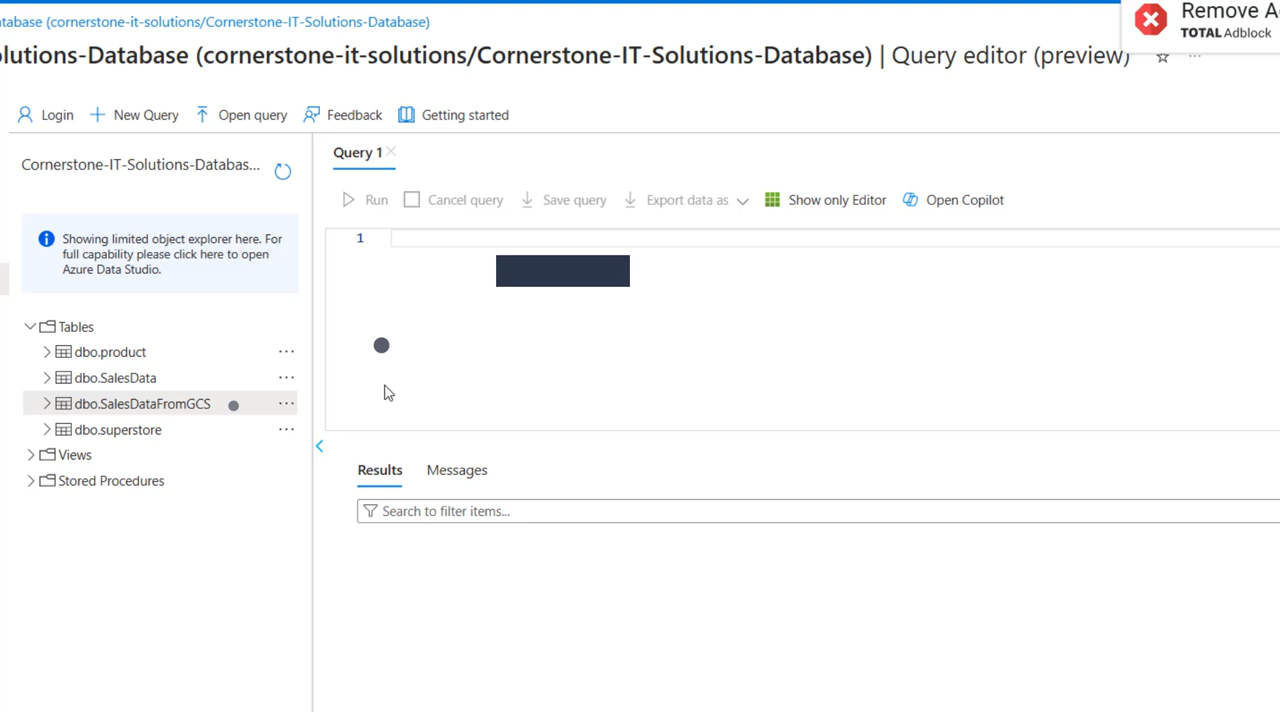 tabase (cornerstone-it-solutions/Cornerstone-IT-Solutions-Database)
olutions-Database (cornerstone-it-solutions/Cornerstone-IT-Solutions-Database) | Query editor (preview)
Remove A
TOTAL Adblock
Login
New Query
Open query
Feedback
Getting started
Cornerstone-IT-Solutions-Databas...
Showing limited object explorer here. For
full capability please click here to open
Azure Data Studio.
Tables
dbo.product
dbo.SalesData
dbo.SalesDataFromGCS
dbo.superstore
Views
Stored Procedures
Query 1
Run
Cancel query
Save query
Export data as
Show only Editor
Open Copilot
1
Results
Messages
Search to filter items...